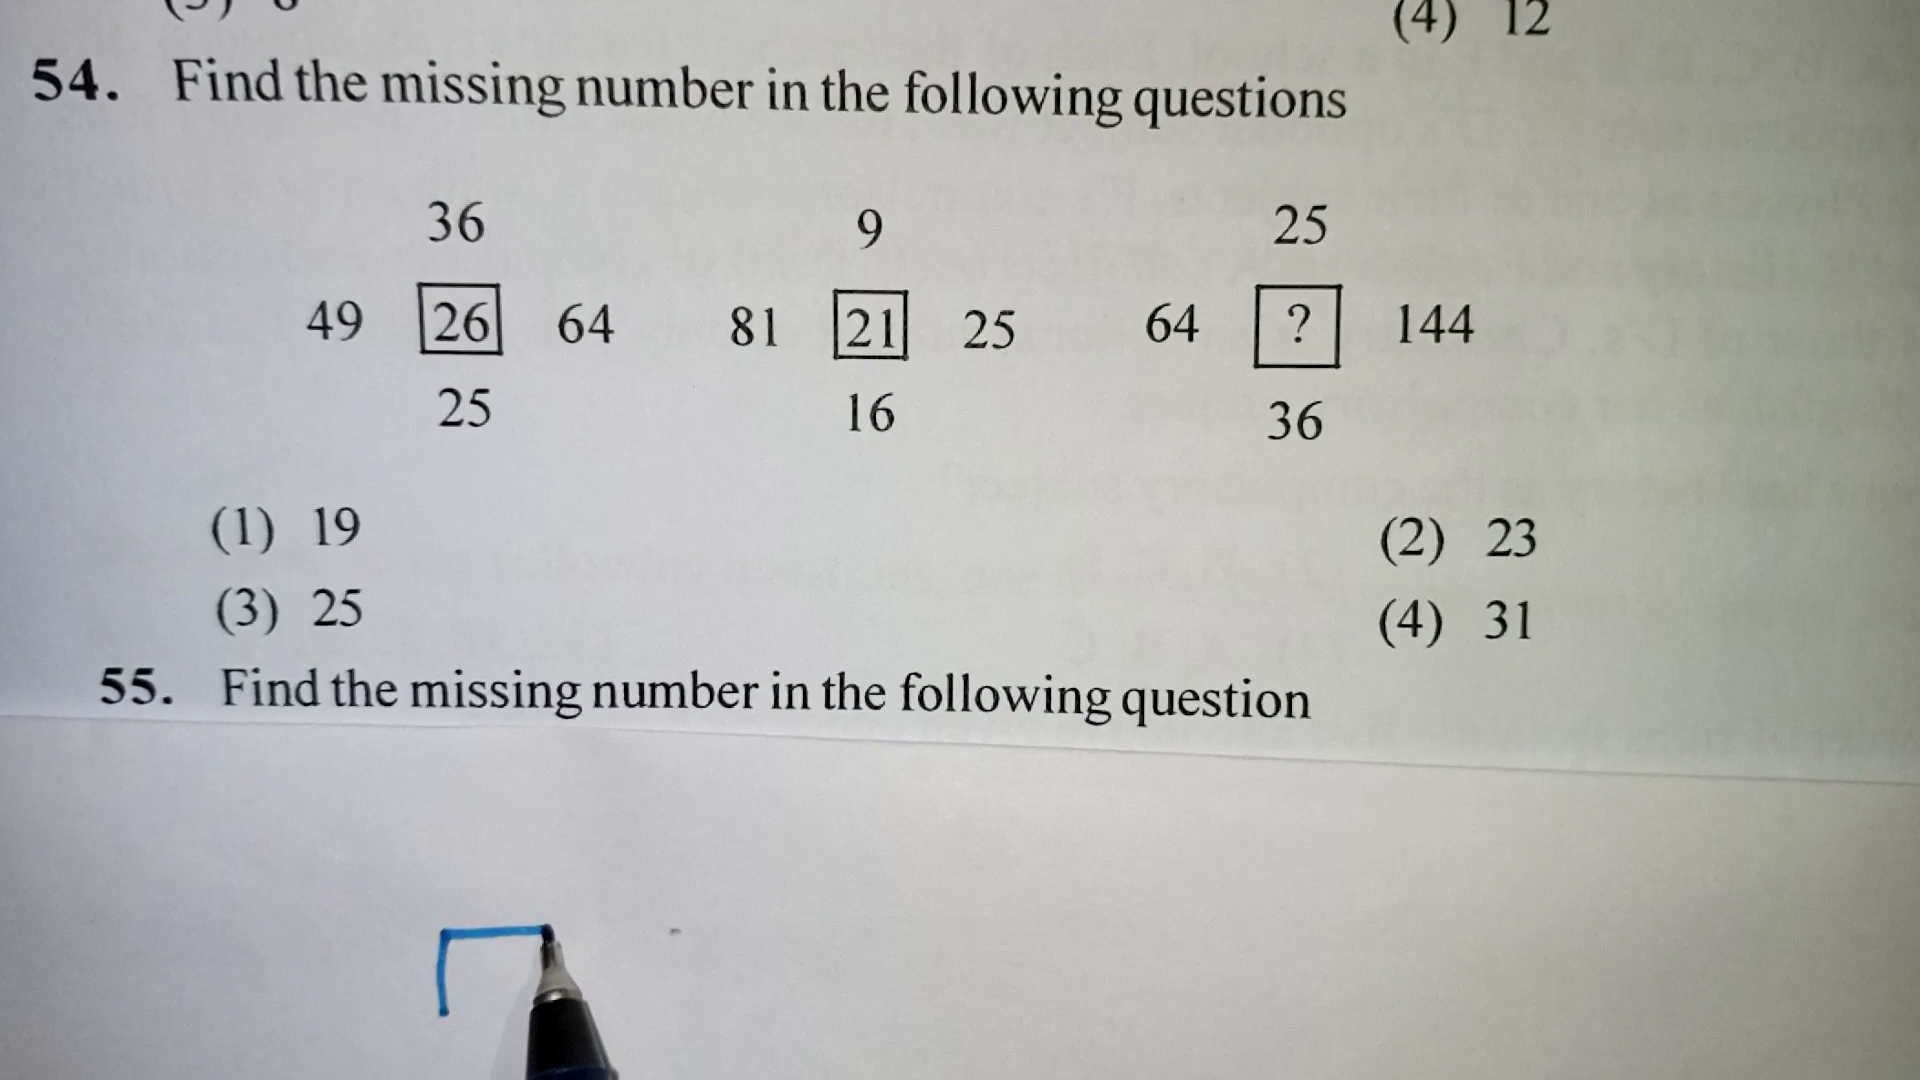 (4) 12
54. Find the missing number in the following questions
36 9 25
49 26 64 81 21 25 64 ? 144
25 16 36
(1) 19 (2) 23
(3) 25 (4) 31
55. Find the missing number in the following question